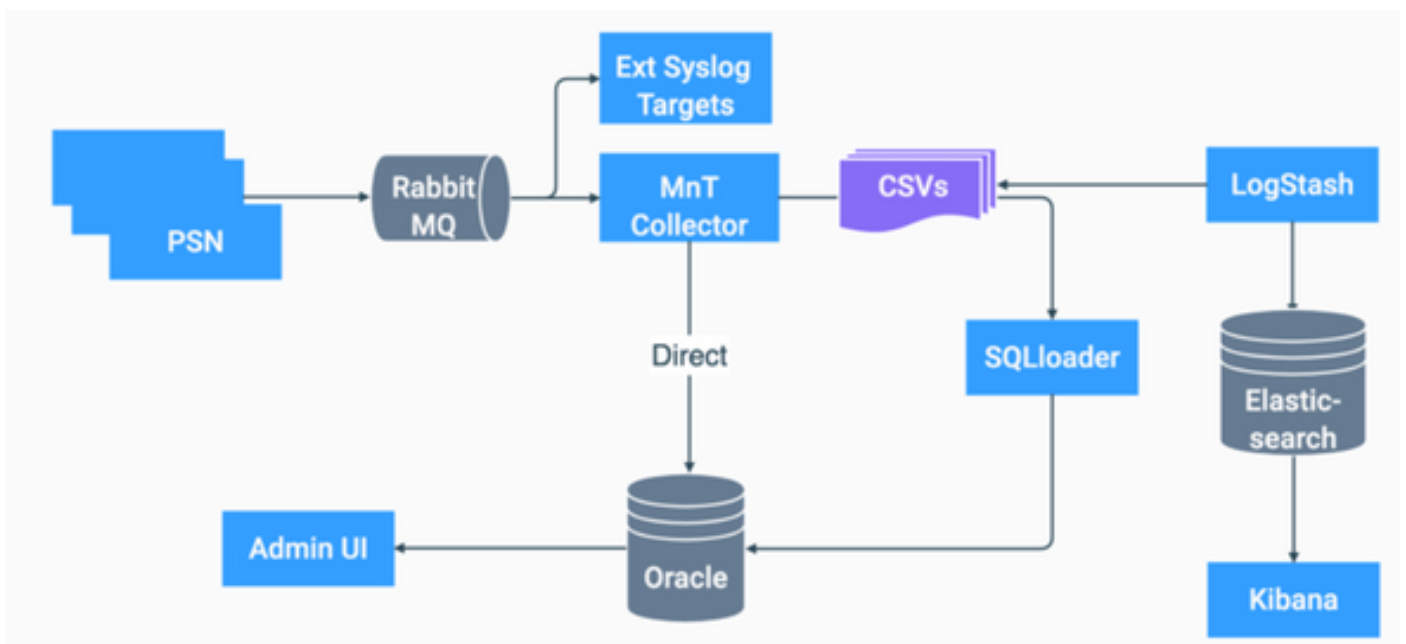 Ext Syslog
Targets
PSN
Rabbit
MQ
MnT
Collector
CSVs
LogStash
Direct
SQLloader
Elastic-
search
Admin UI
Oracle
Kibana